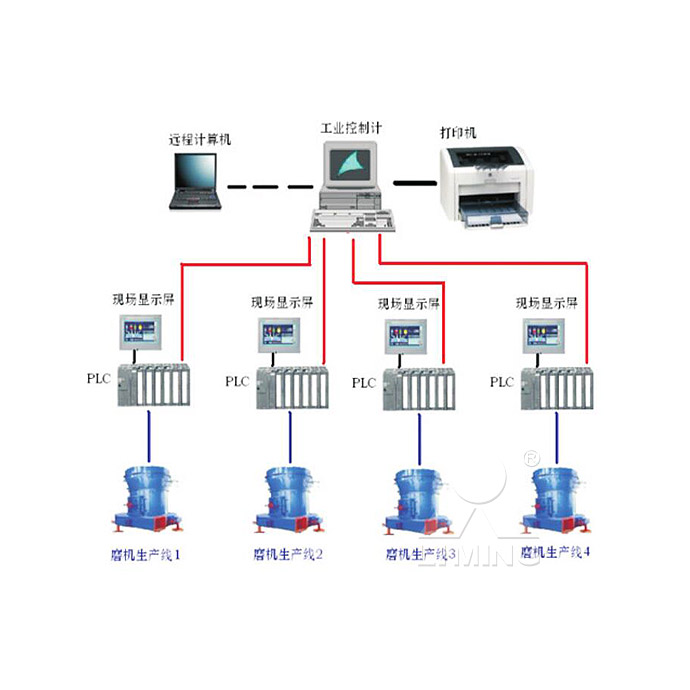 远程计算机
工业控制计
打印机
现场显示屏
现场显示屏
现场显示屏
现场显示屏
PLC
PLC
PLC
PLC
®
LIMING
磨机生产线1
磨机生产线2
磨机生产线3
磨机生产线4